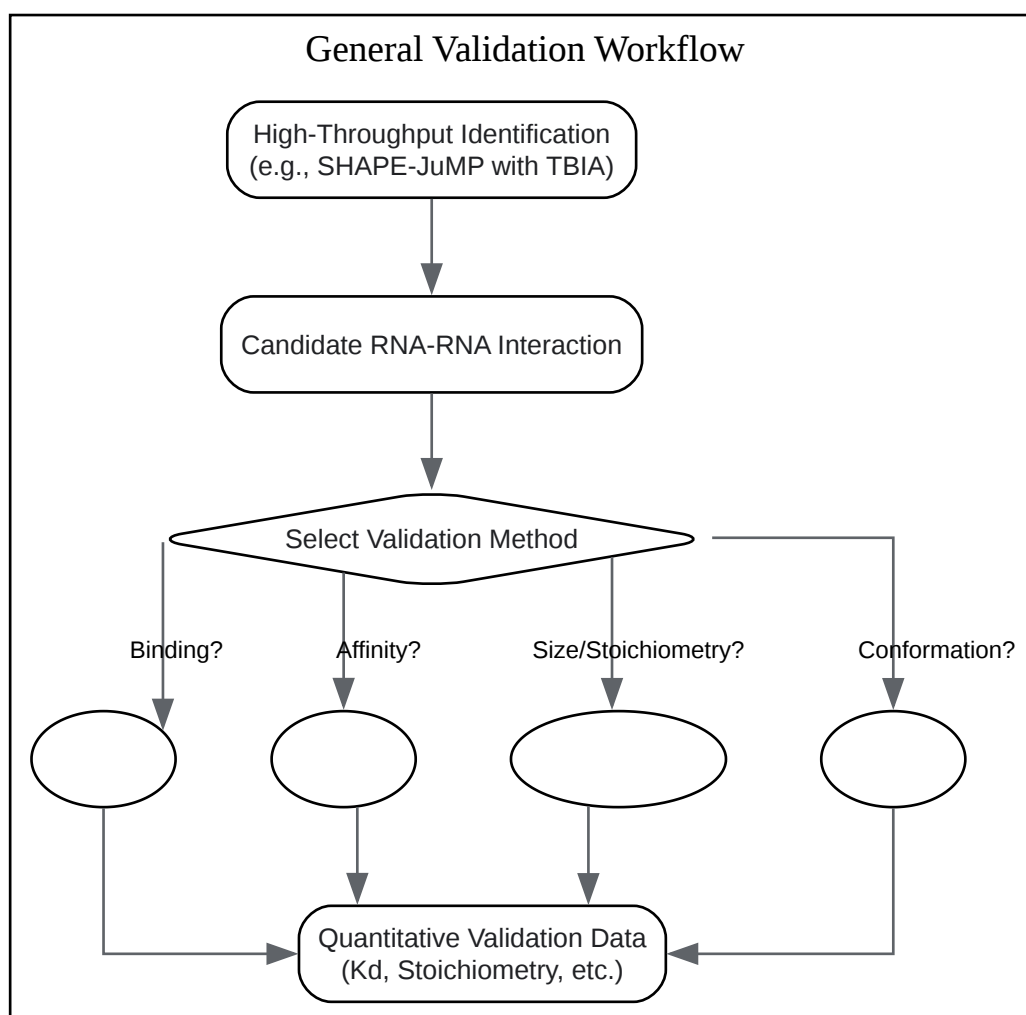 General Validation Workflow
High-Throughput Identification
(e.g., SHAPE-JuMP with TBIA)
Candidate RNA-RNA Interaction
Select Validation Method
Binding?
Affinity?
Size/Stoichiometry?
Conformation?
Quantitative Validation Data
(Kd, Stoichiometry, etc.)